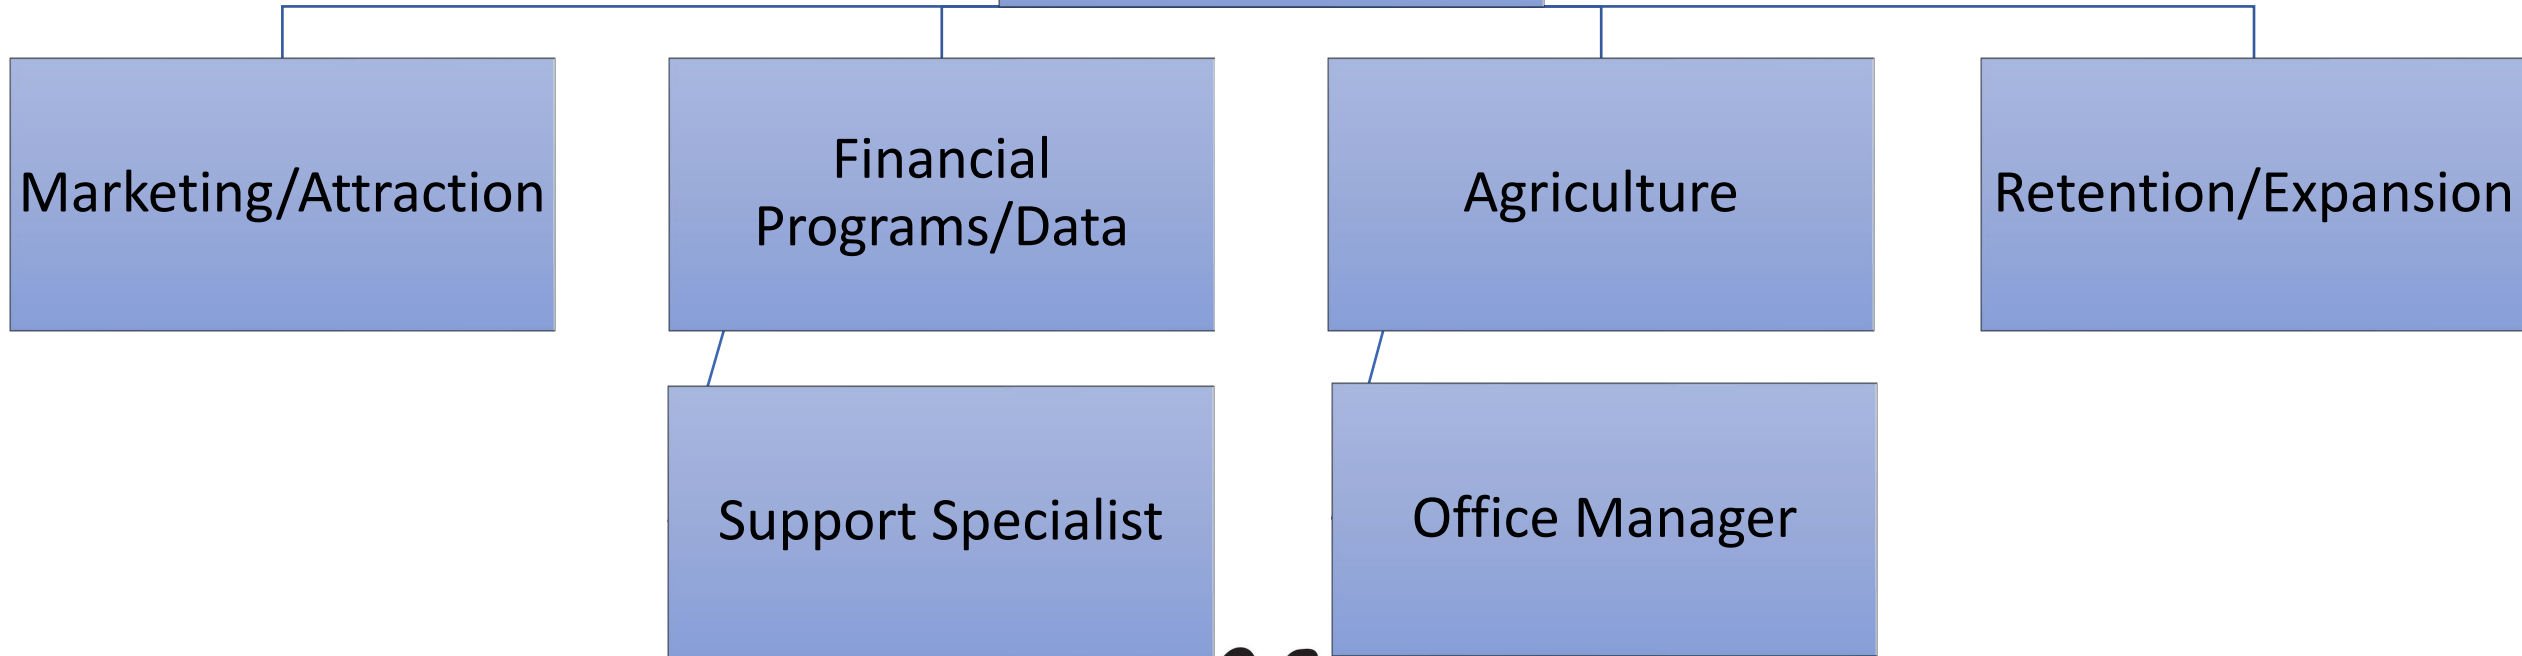 Marketing/Attraction
Financial
Programs/Data
Agriculture
Retention/Expansion
Support Specialist
Office Manager